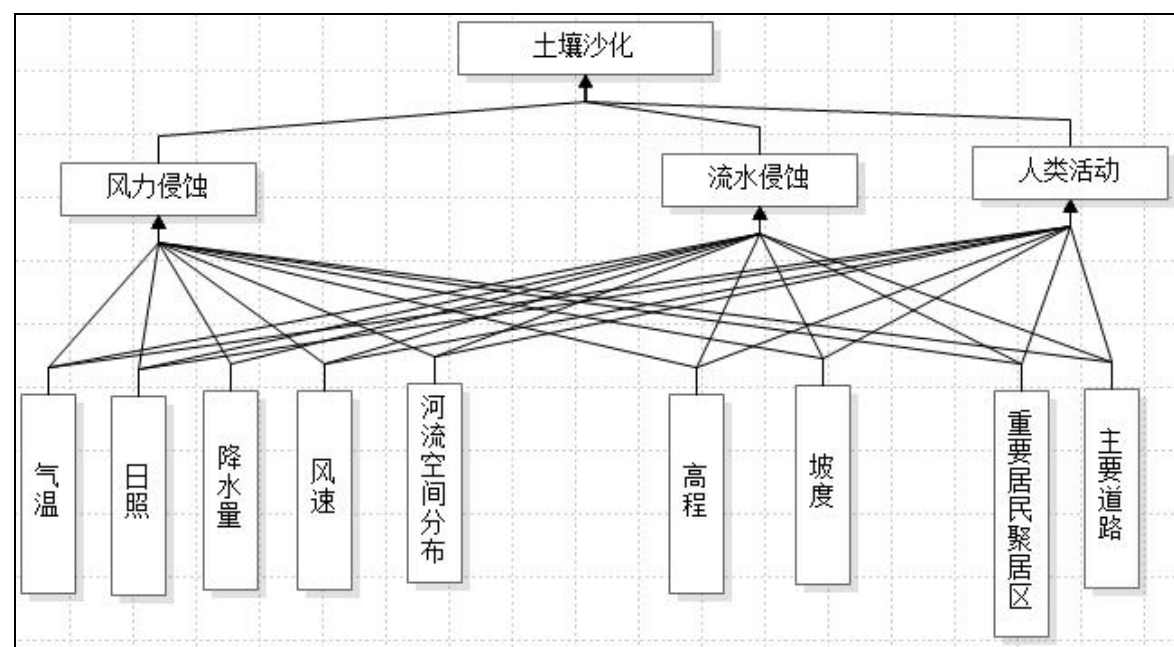 土壤沙化
风力侵蚀
流水侵蚀
人类活动
气温
日照
降水量
风速
河流空间分布
高程
坡度
重要居民聚居区
主要道路